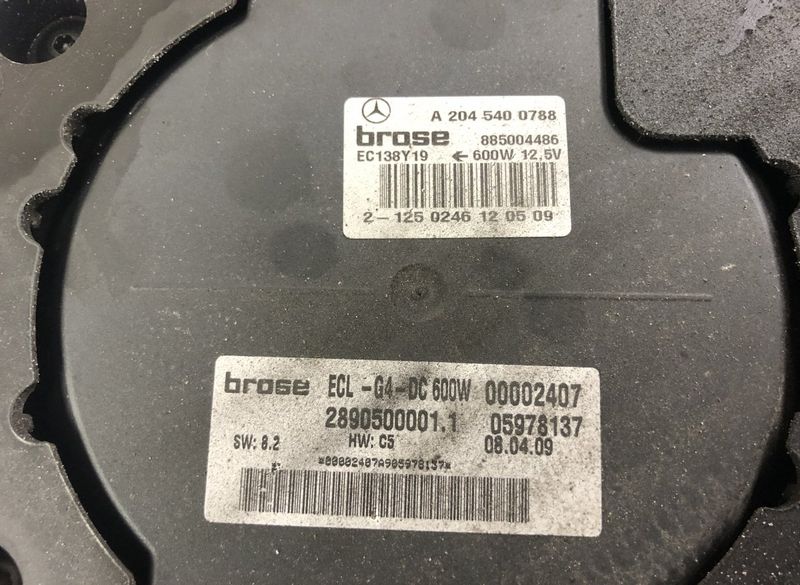 A 204 540 0788
brose 885004486
EC138Y19 ← 600W 12,5V
2-125 0246 12 05 09
brose ECL -G4-DC 600W 00002407
2890500001.1 05978137
SW: 8.2 HW: C5 08.04.09
*00002407A905978137*